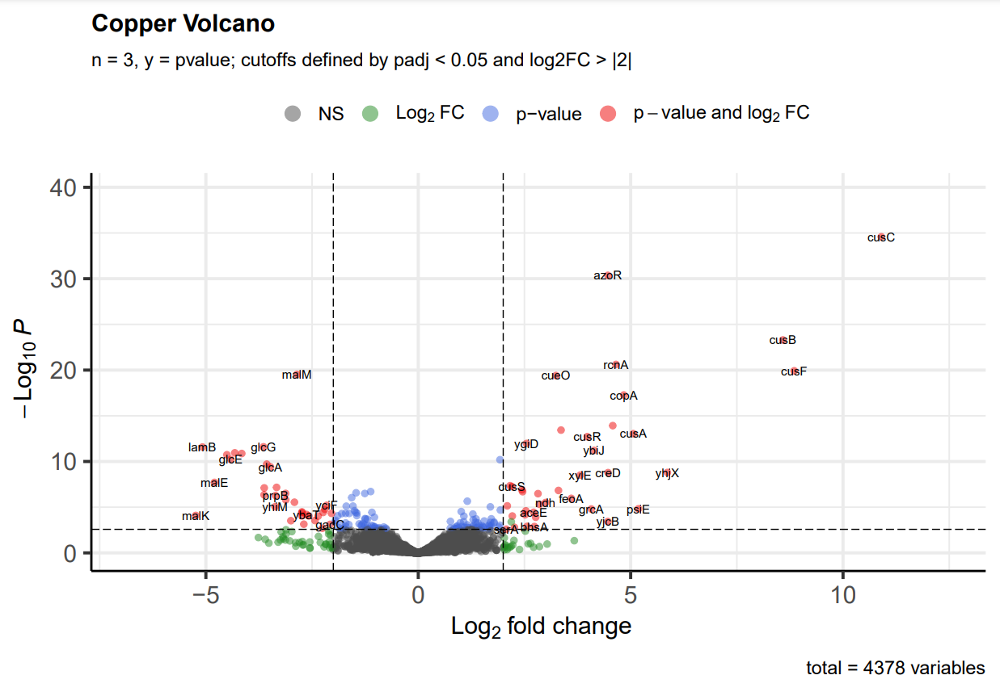 Copper Volcano
n = 3, y = pvalue; cutoffs defined by padj < 0.05 and log2FC > |2|
NS Log₂ FC p−value p – value and log₂ FC
40
cusC
azoR
30
cusB
rcnA
cusF
malM
cueO
20
copA
cusA
cusR
ygiD
ybiJ
lamB
glcG
glcE
10
glcA
xylE
creD
yhjX
malE
dusS
prpB
feoA
ndh
yhiM
grcA
psiE
malK
ybaT
aceE
yjcB
gadC
serA
bhsA
0
−Log₁₀ P
−5 0 5 10
Log₂ fold change
total = 4378 variables